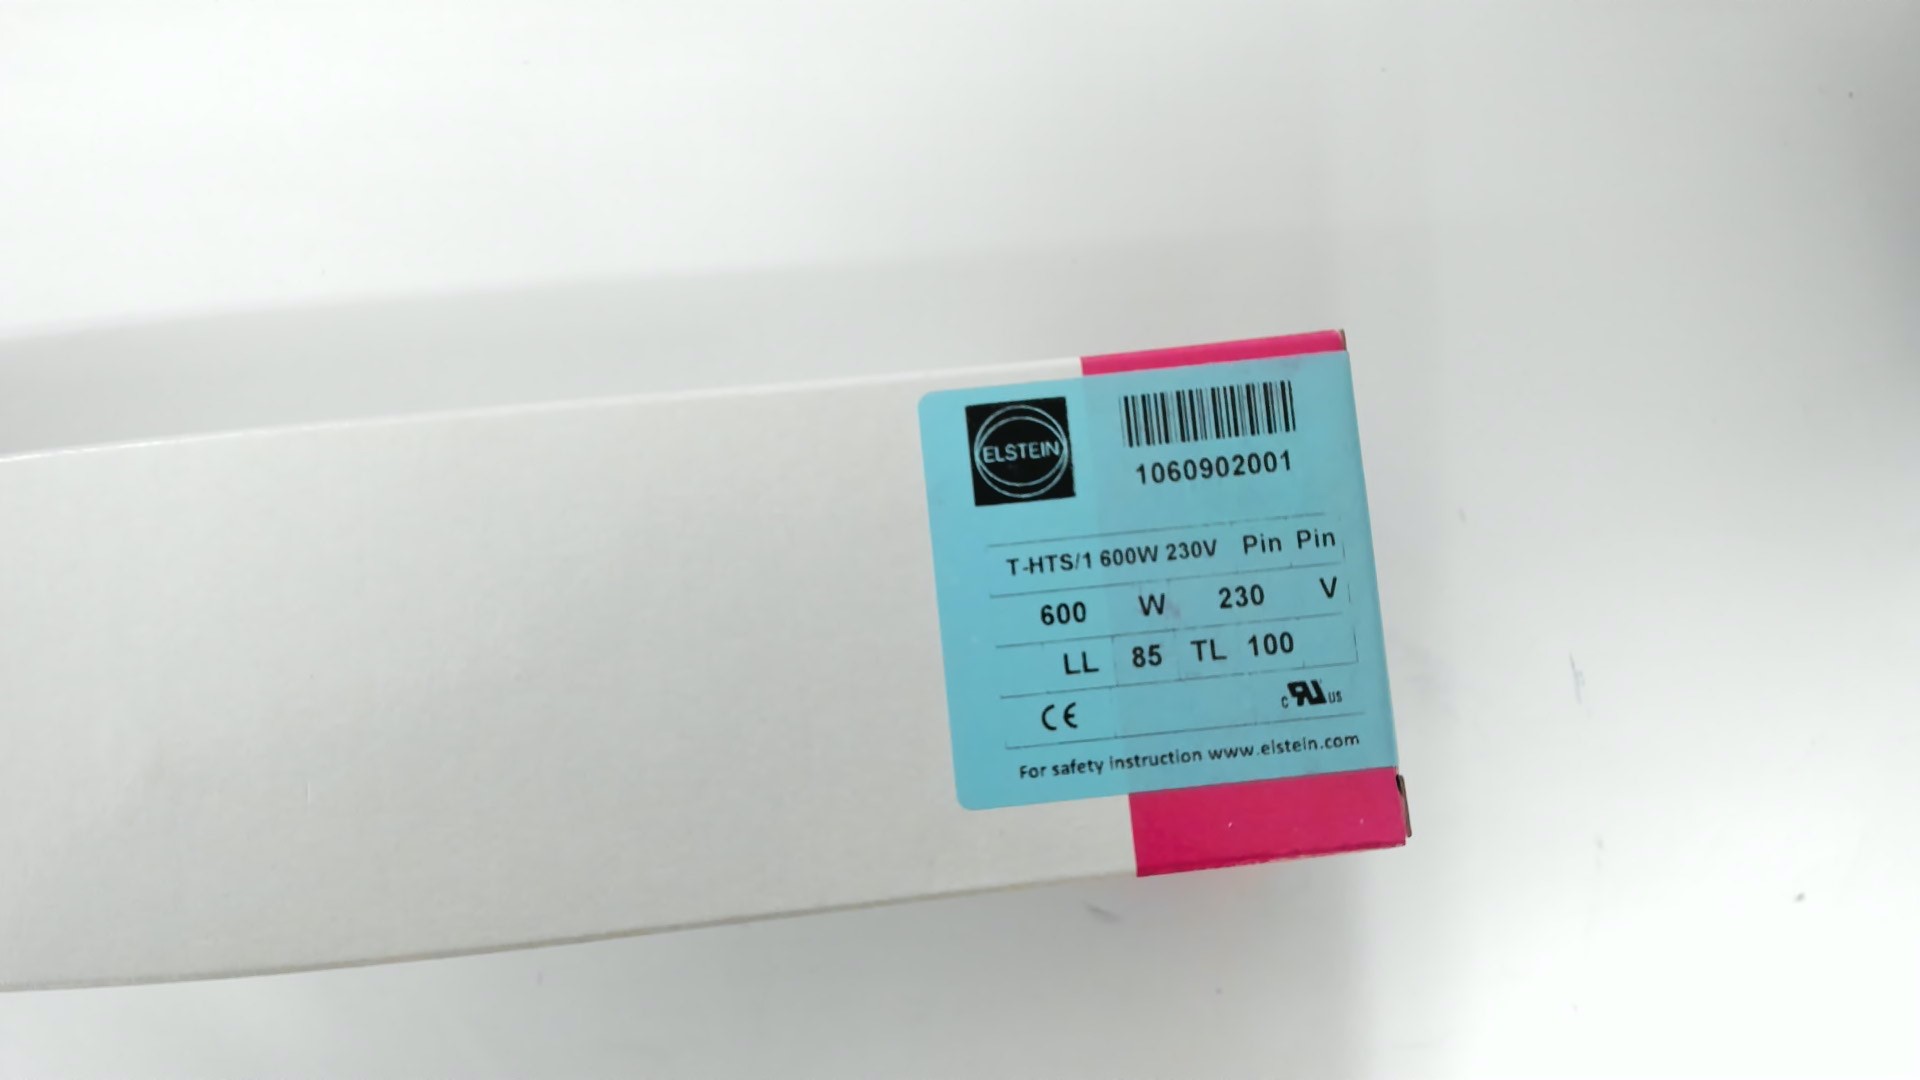 ELSTEIN
1060902001
T-HTS/1 600W 230V Pin Pin
600 W 230 V
LL 85 TL 100
CE c RU US
For safety instruction www.elstein.com